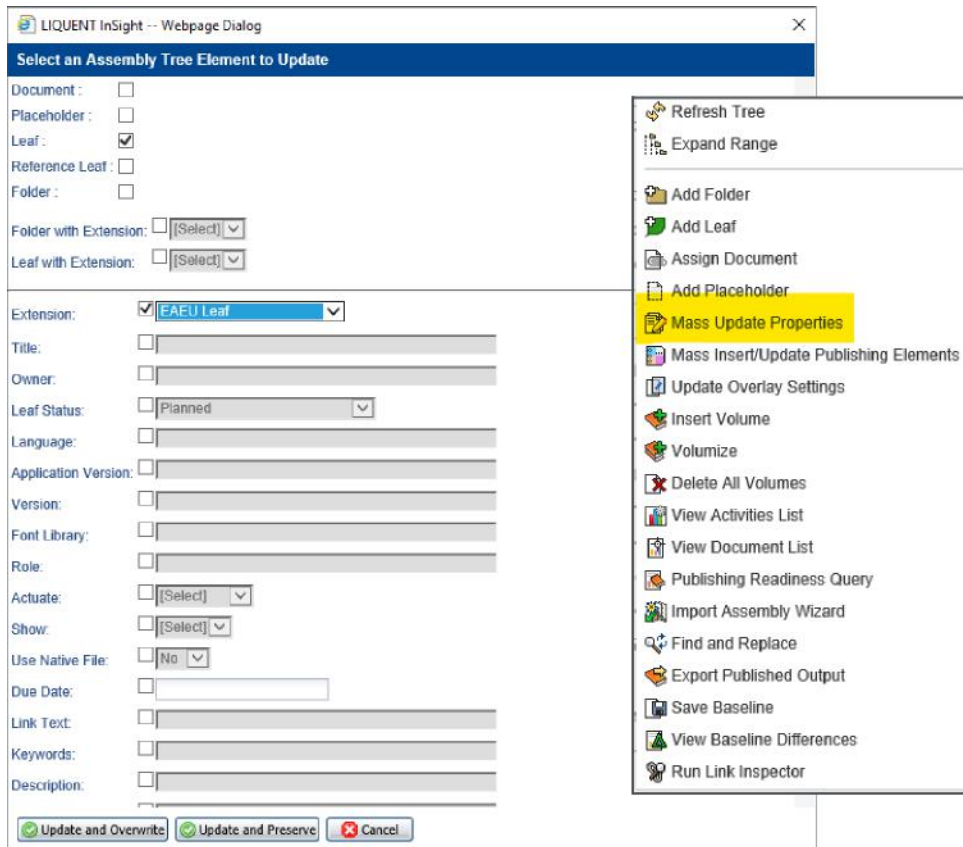 LIQUENT InSight -- Webpage Dialog
Select an Assembly Tree Element to Update
Document :
Placeholder :
Leaf :
Reference Leaf :
Folder :
Folder with Extension: [Select]
Leaf with Extension: [Select]
Extension: EAEU Leaf
Title:
Owner:
Leaf Status: Planned
Language:
Application Version:
Version:
Font Library:
Role:
Actuate: [Select]
Show: [Select]
Use Native File: No
Due Date:
Link Text:
Keywords:
Description:
Update and Overwrite Update and Preserve Cancel
Refresh Tree
Expand Range
Add Folder
Add Leaf
Assign Document
Add Placeholder
Mass Update Properties
Mass Insert/Update Publishing Elements
Update Overlay Settings
Insert Volume
Volumize
Delete All Volumes
View Activities List
View Document List
Publishing Readiness Query
Import Assembly Wizard
Find and Replace
Export Published Output
Save Baseline
View Baseline Differences
Run Link Inspector